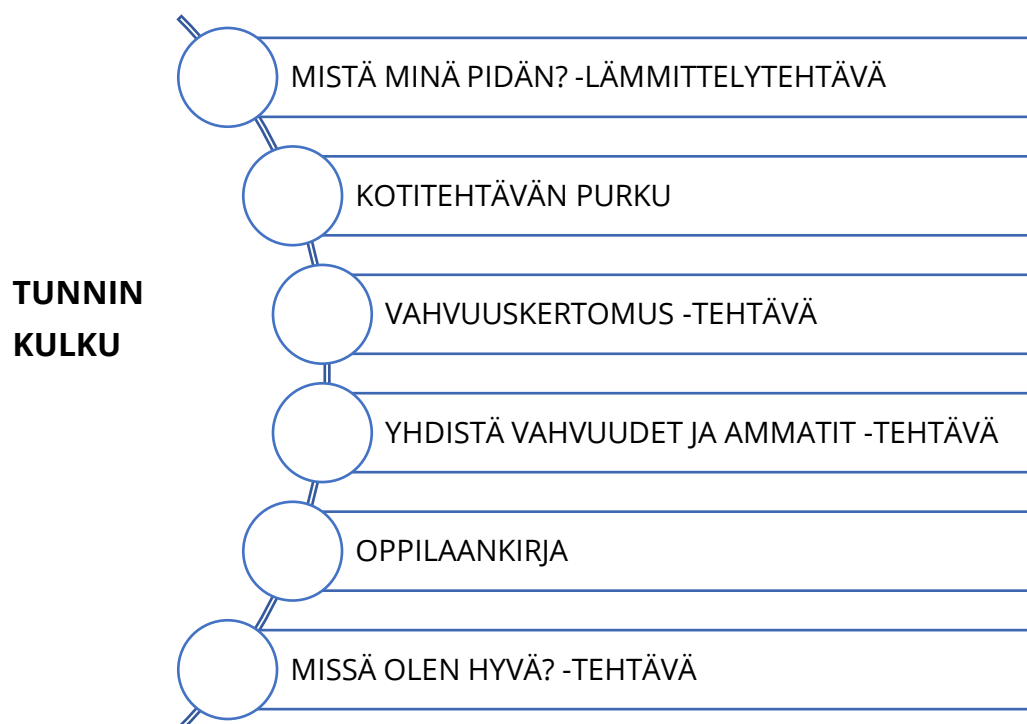 TUNNIN
KULKU
MISTÄ MINÄ PIDÄN? -LÄMMITTELYTEHTÄVÄ
KOTITEHTÄVÄN PURKU
VAHVUUSKERTOMUS -TEHTÄVÄ
YHDISTÄ VAHVUUDET JA AMMATIT -TEHTÄVÄ
OPPILAANKIRJA
MISSÄ OLEN HYVÄ? -TEHTÄVÄ